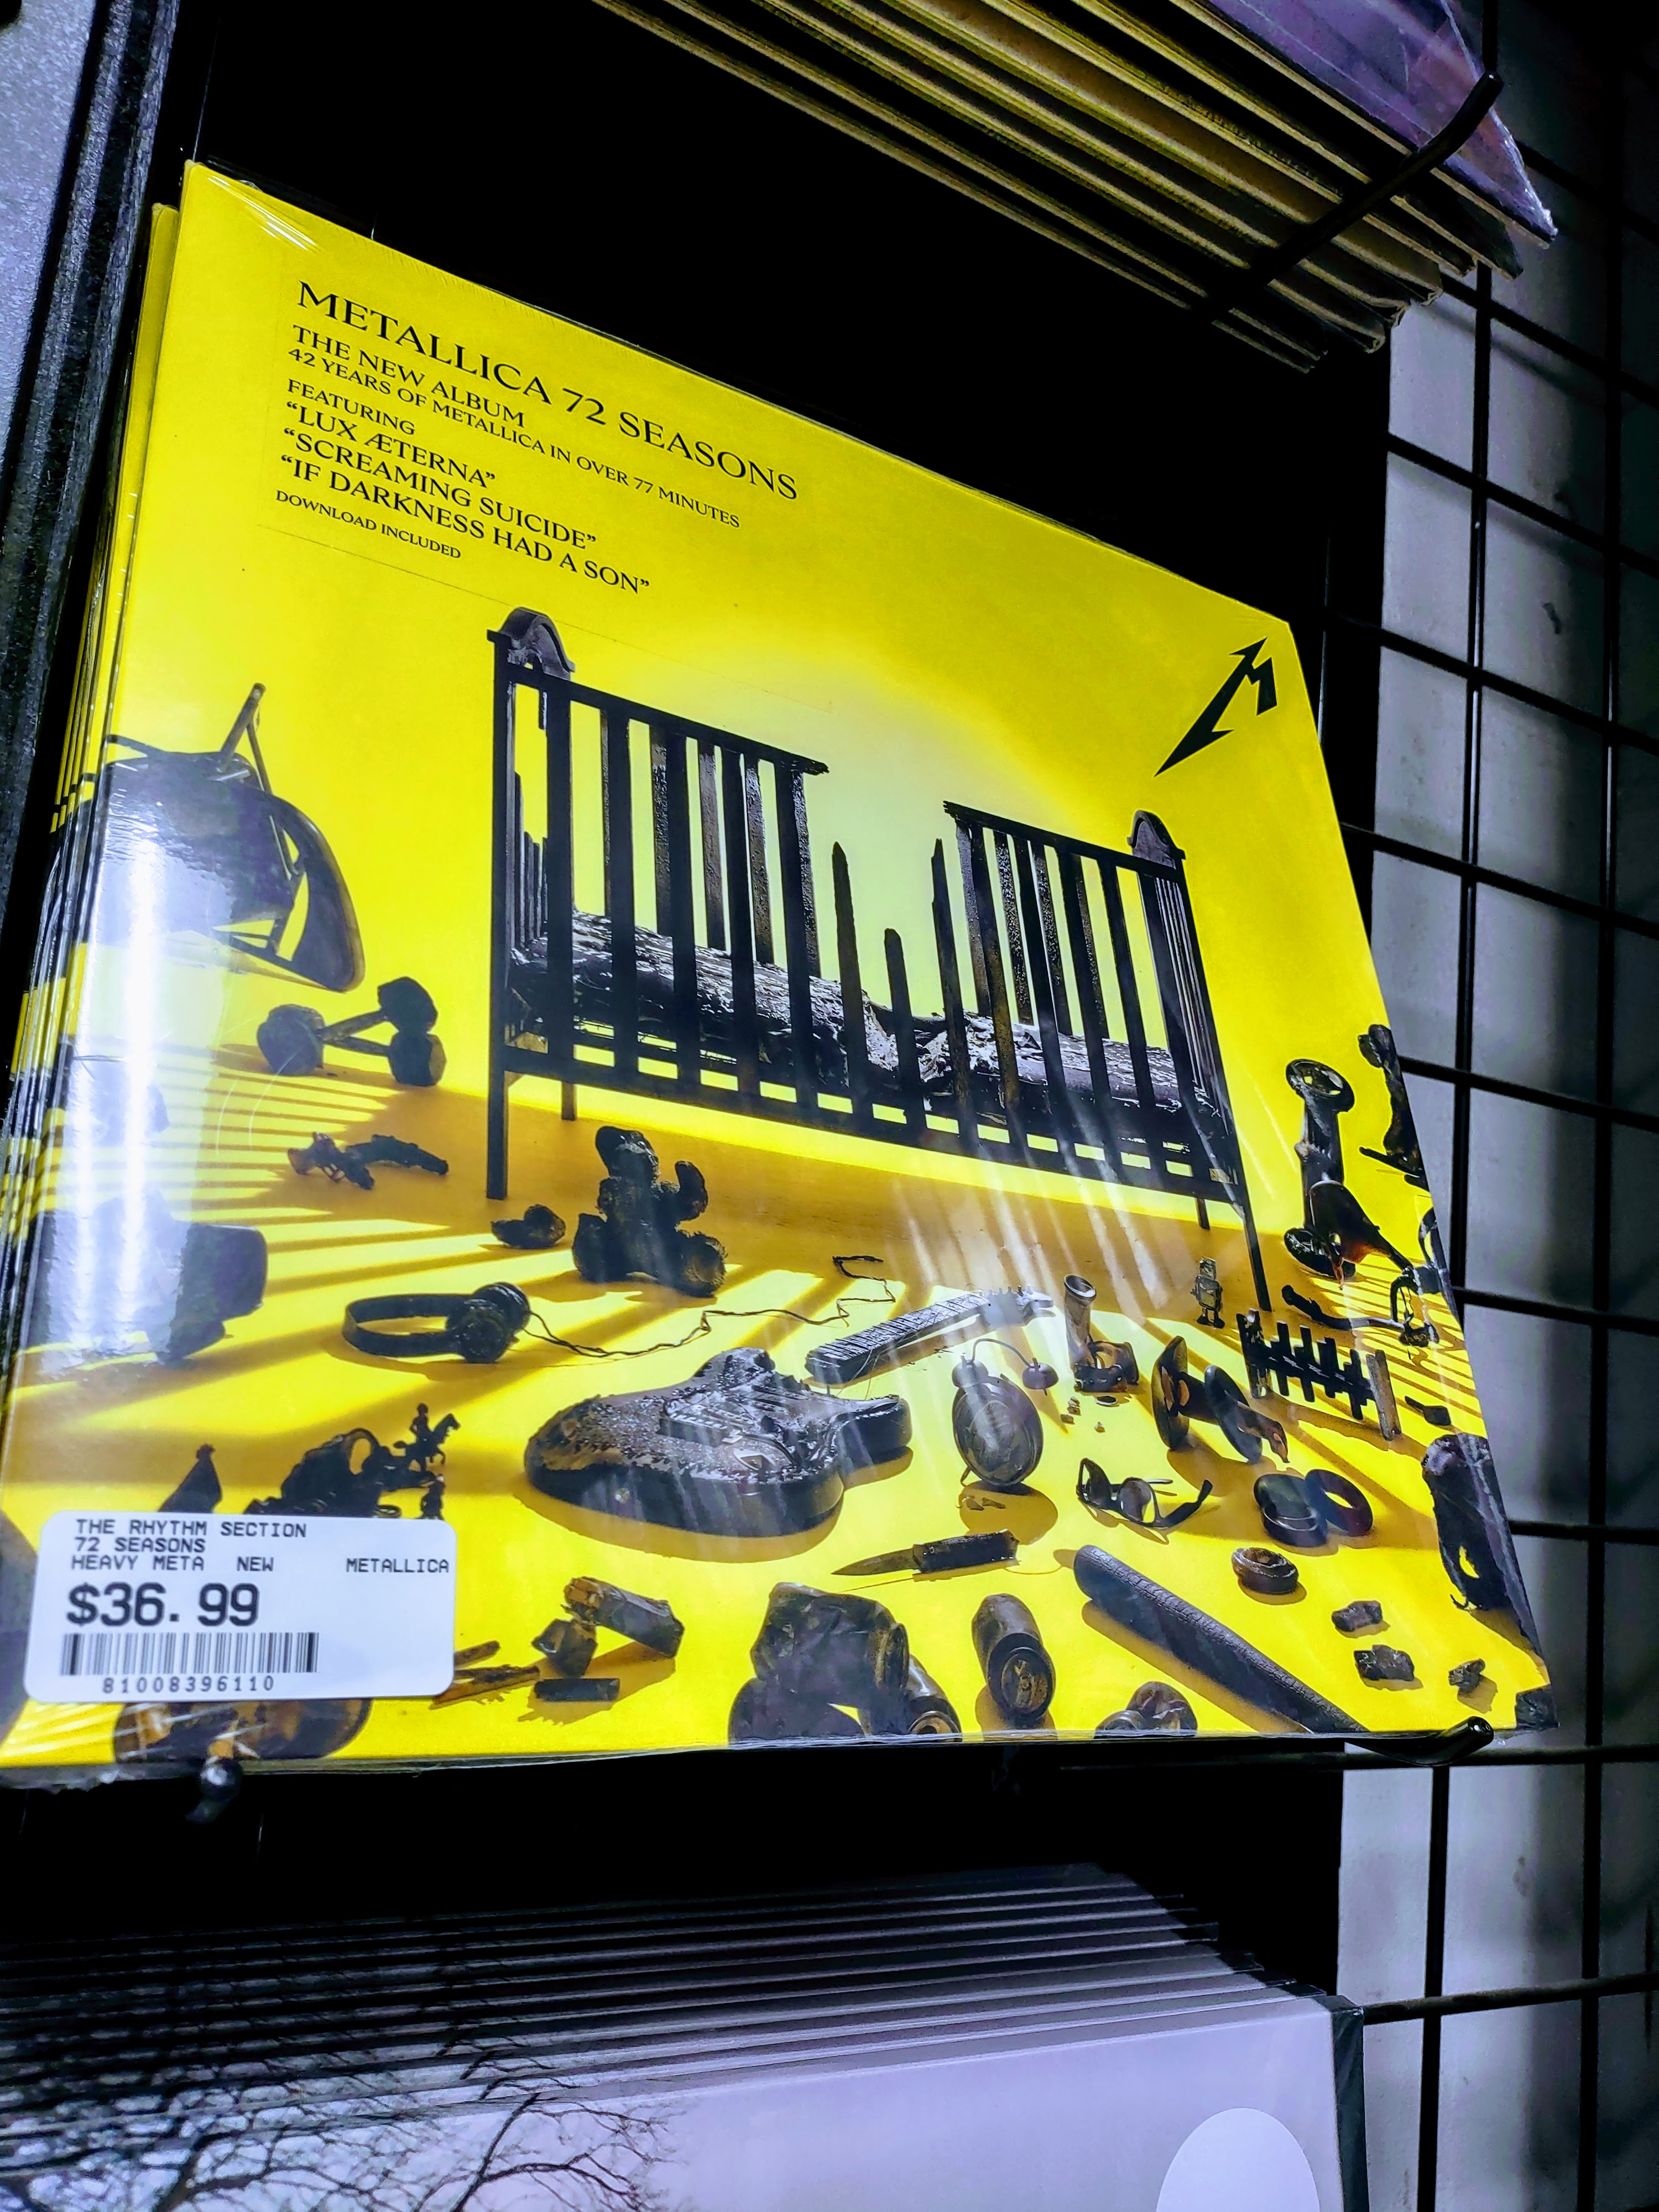 METALLICA 72 SEASONS
THE NEW ALBUM
42 YEARS OF METALLICA IN OVER 77 MINUTES
FEATURING
“LUX ÆTERNA”
“SCREAMING SUICIDE”
“IF DARKNESS HAD A SON”
DOWNLOAD INCLUDED
M
THE RHYTHM SECTION
72 SEASONS
HEAVY META NEW METALLICA
$36.99
81008396110